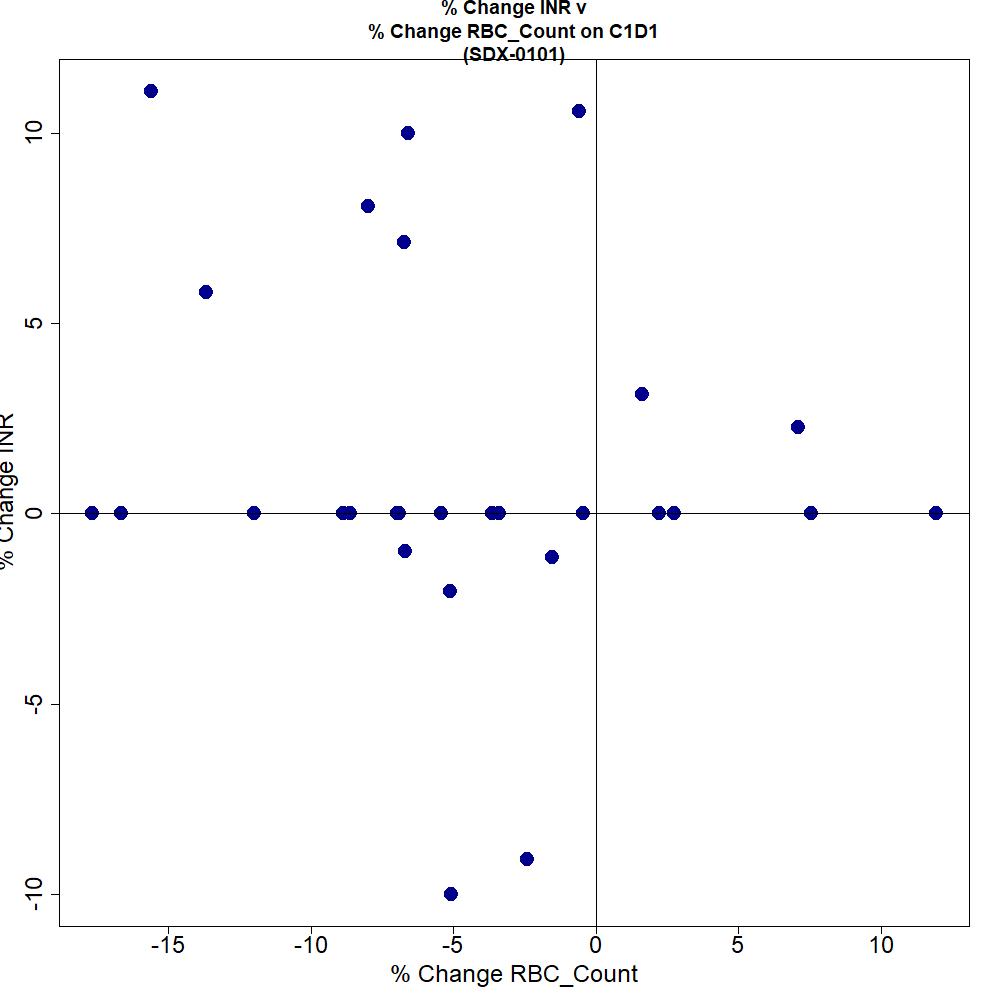 % Change INR v
% Change RBC_Count on C1D1
(SDX-0101)
% Change INR
10
5
0
-5
-10
-15
-10
-5
0
5
10
% Change RBC_Count